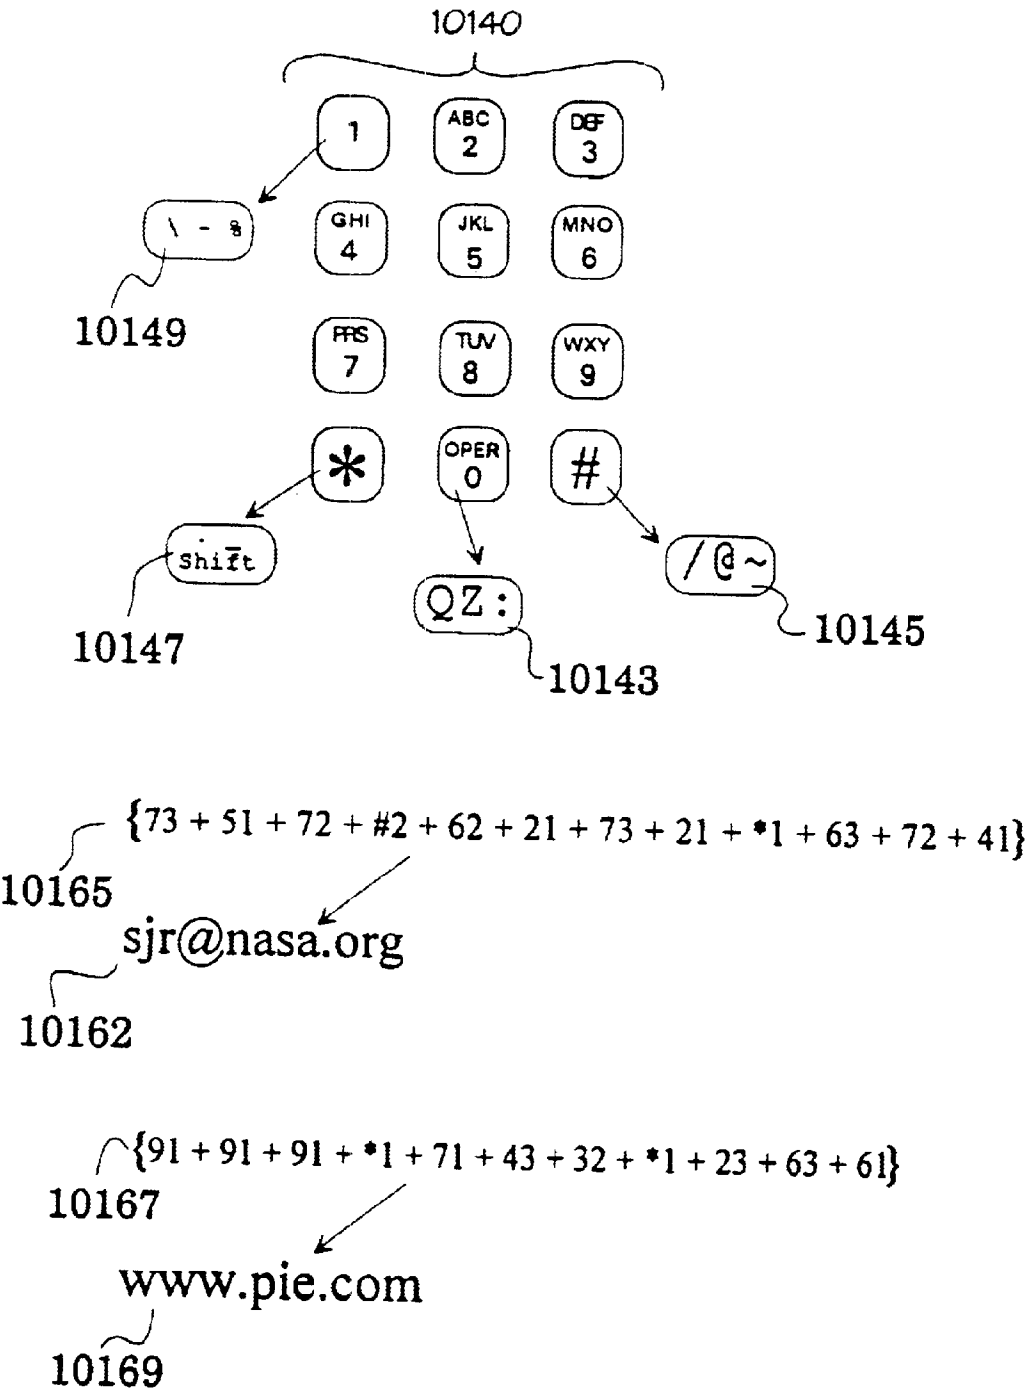 10140
1 ABC DEF
2 3
\ - %
GHI JKL MNO
4 5 6
10149
PRS TUV WXY
7 8 9
* OPER #
0
shift
QZ:
/@~
10147
10143
10145
{73 + 51 + 72 + #2 + 62 + 21 + 73 + 21 + *1 + 63 + 72 + 41}
10165
sjr@nasa.org
10162
{91 + 91 + 91 + *1 + 71 + 43 + 32 + *1 + 23 + 63 + 61}
10167
www.pie.com
10169